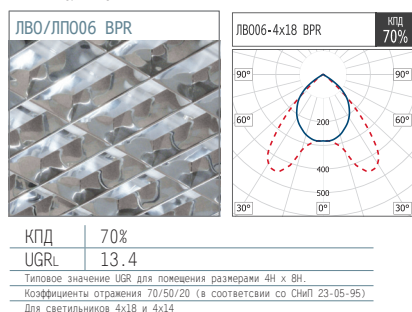 ЛВО/ЛПО06 BPR
ЛВО06-4х18 BPR
КПД
70%
90°
90°
60°
60°
200
400
500
30°
0°
30°
КПД 70%
UGRL 13.4
Типовое значение UGR для помещения размерами 4H x 8H.
Коэффициенты отражения 70/50/20 (в соответсвии со СНиП 23-05-95)
Для светильников 4х18 и 4х14